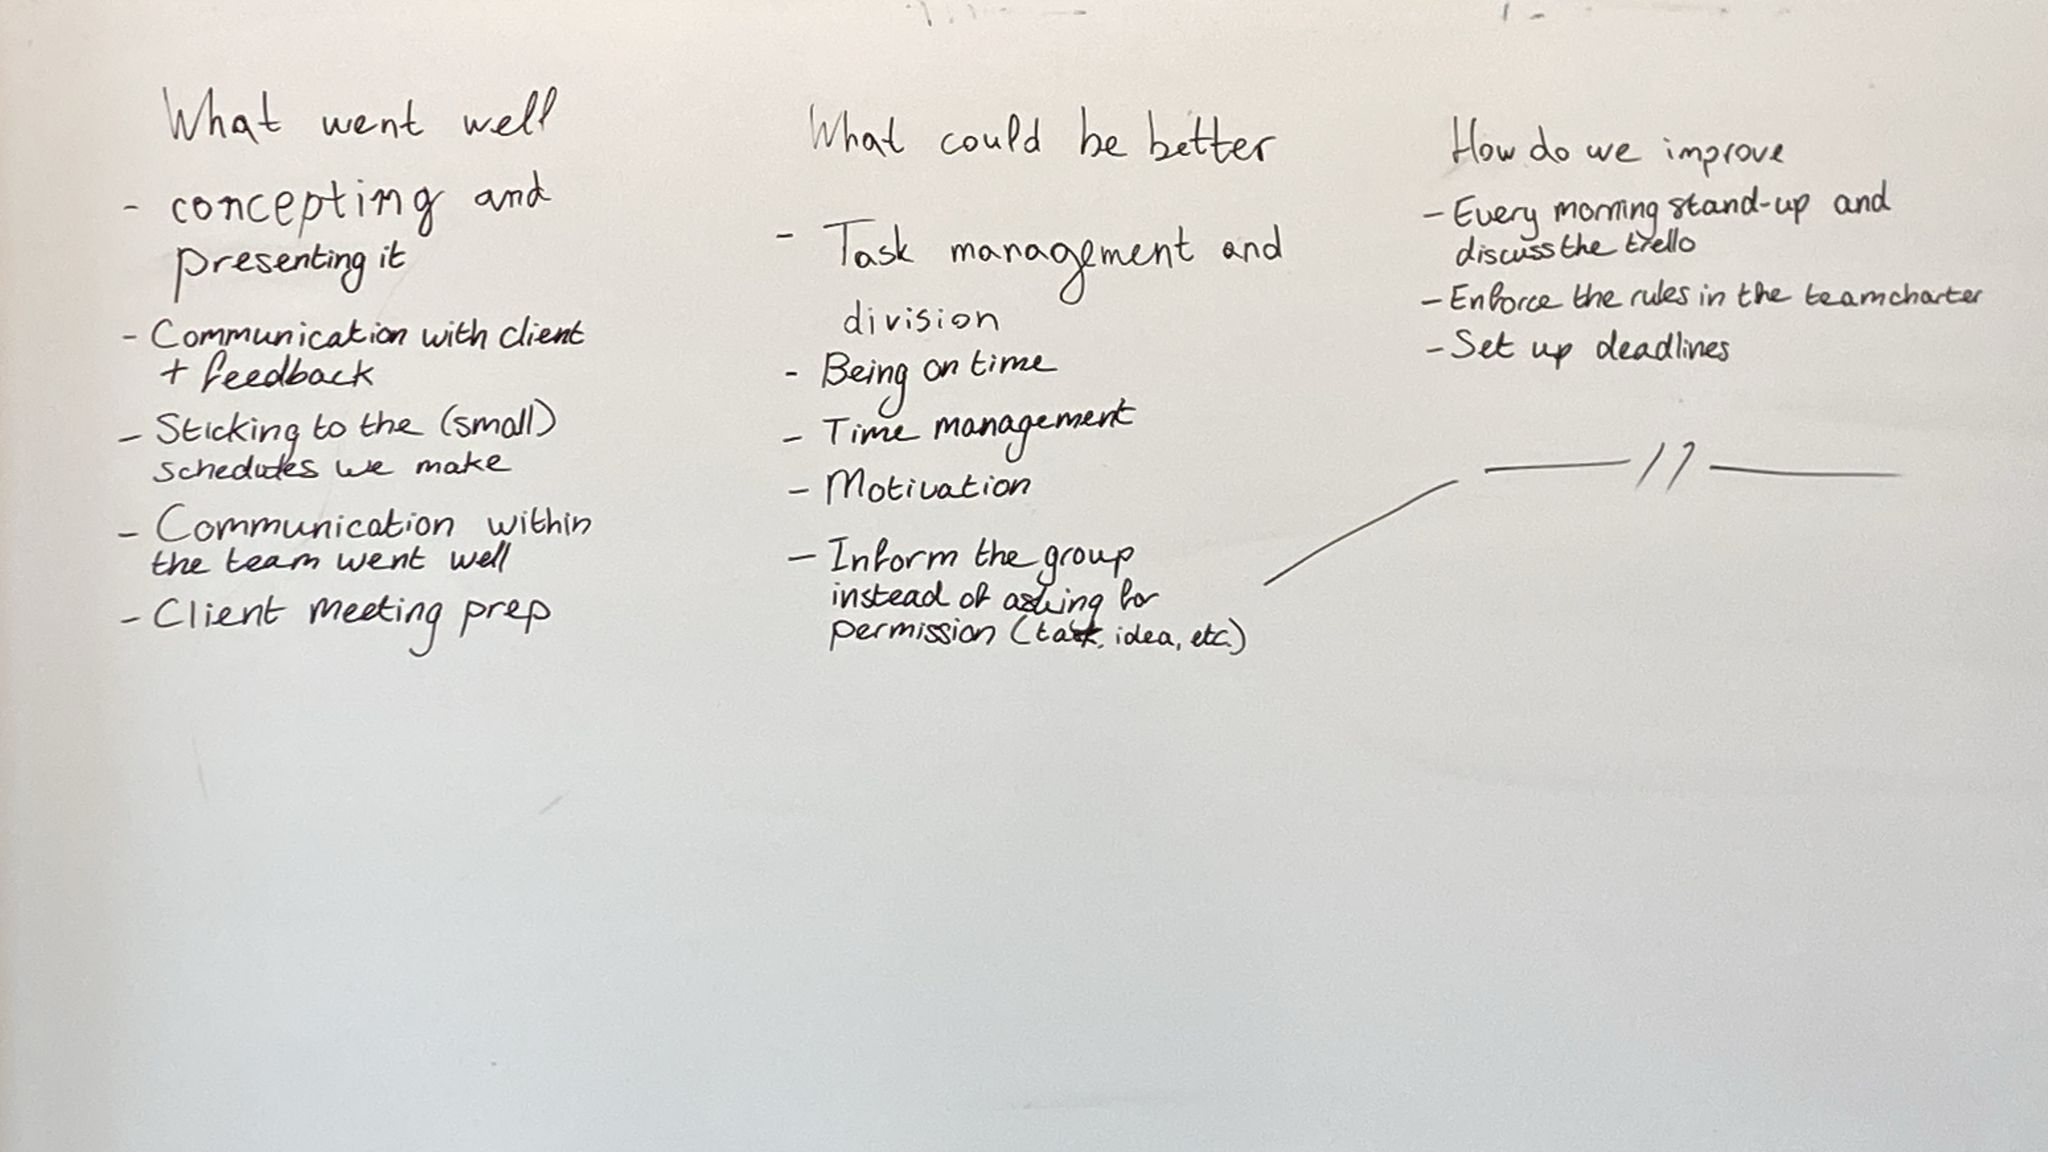 What went well
- concepting and
presenting it
- Communication with client
+ feedback
- Sticking to the (small)
schedules we make
- Communication within
the team went well
- Client meeting prep
What could be better
- Task management and
division
- Being on time
- Time management
- Motivation
- Inform the group
instead of asking for
permission (task, idea, etc.)
How do we improve
- Every morning stand-up and
discuss the trello
- Enforce the rules in the teamcharter
- Set up deadlines
— // —